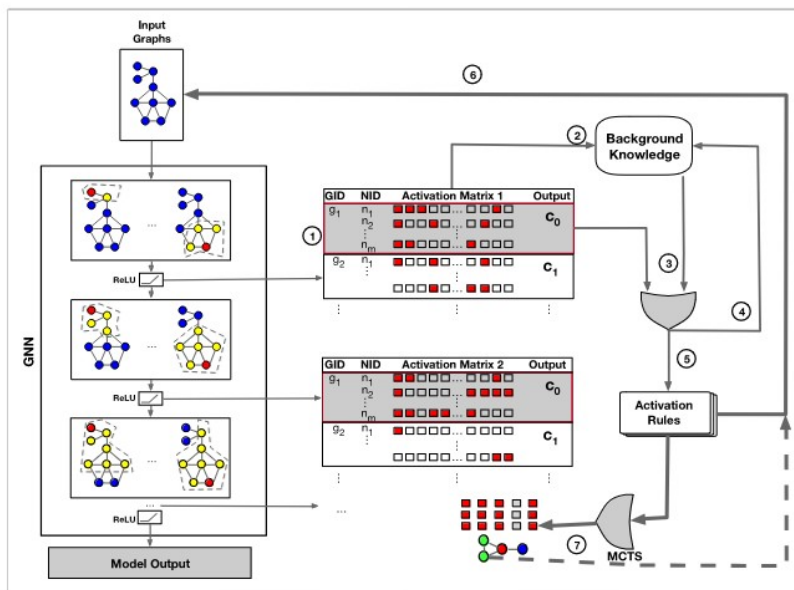 Input
Graphs
6
2
Background
Knowledge
GID NID Activation Matrix 1 Output
1
g1 n1 ... c0
n2 ...
nm ...
g2 n1 ... c1
...
3
4
ReLU
GNN
5
GID NID Activation Matrix 2 Output
g1 n1 ... c0
n2 ...
nm ...
g2 n1 ... c1
...
ReLU
Activation
Rules
...
ReLU
...
7
MCTS
Model Output